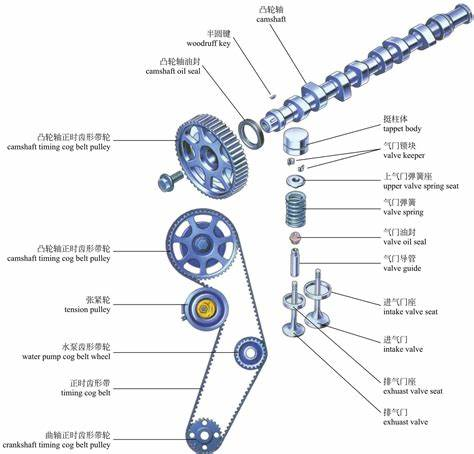 凸轮轴
camshaft
半圆键
woodruff key
凸轮轴油封
camshaft oil seal
凸轮轴正时齿形带轮
camshaft timing cog belt pulley
挺柱体
tappet body
气门锁块
valve keeper
上气门弹簧座
upper valve spring seat
气门弹簧
valve spring
气门油封
valve oil seal
气门导管
valve guide
凸轮轴正时齿形带轮
camshaft timing cog belt pulley
张紧轮
tension pulley
水泵齿形带轮
water pump cog belt wheel
正时齿形带
timing cog belt
曲轴正时齿形带轮
crankshaft timing cog belt pulley
进气门座
intake valve seat
进气门
intake valve
排气门座
exhuast valve seat
排气门
exhuast valve